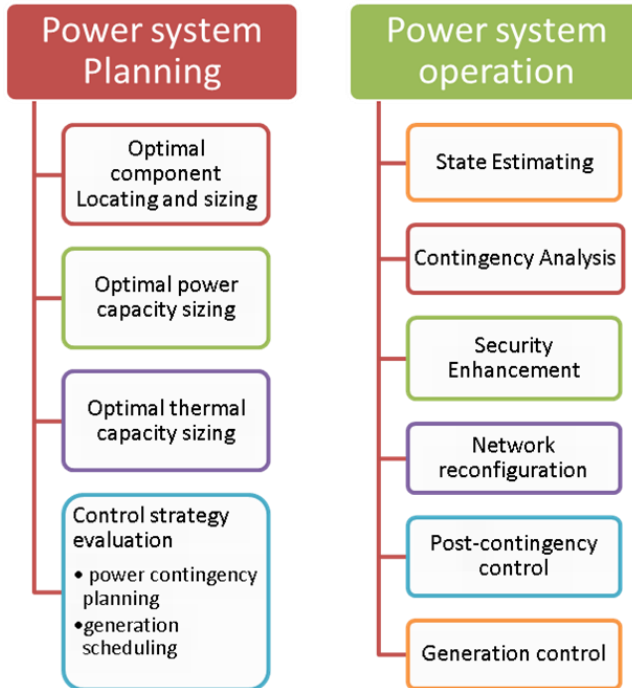 Power system
Planning
Optimal
component
Locating and sizing
Optimal power
capacity sizing
Optimal thermal
capacity sizing
Control strategy
evaluation
• power contingency
planning
•generation
scheduling
Power system
operation
State Estimating
Contingency Analysis
Security
Enhancement
Network
reconfiguration
Post-contingency
control
Generation control